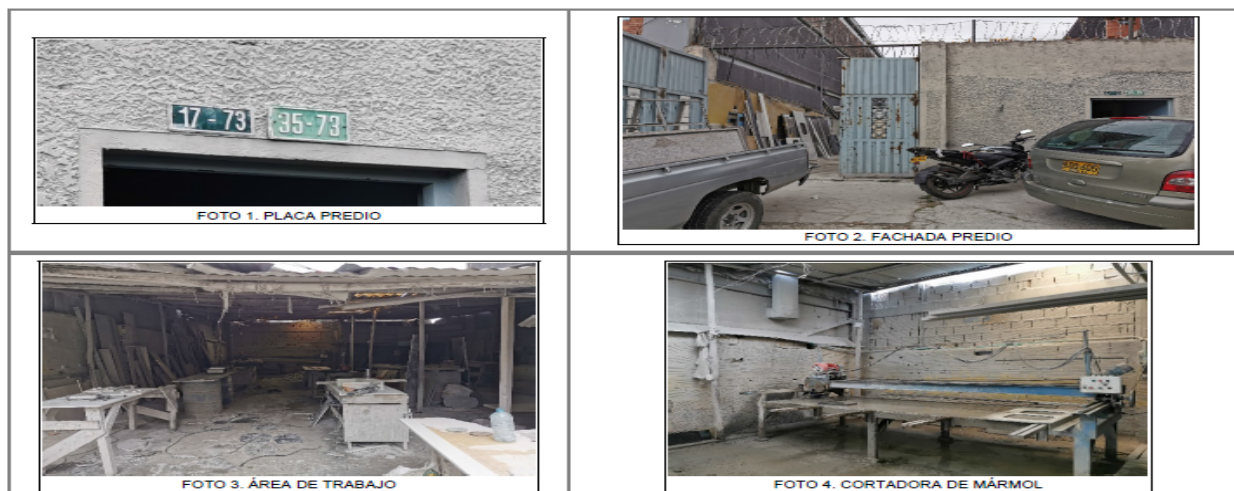 17 - 73
35-73
FOTO 1. PLACA PREDIO
FOTO 2. FACHADA PREDIO
FOTO 3. ÁREA DE TRABAJO
FOTO 4. CORTADORA DE MÁRMOL